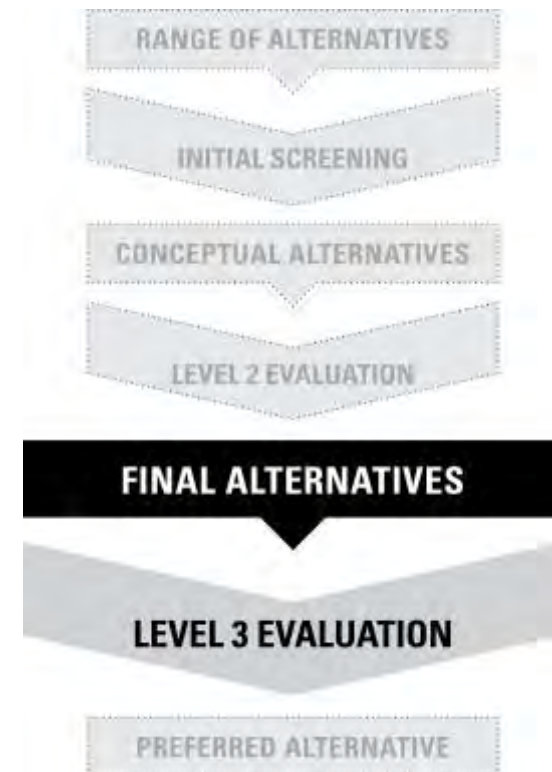 RANGE OF ALTERNATIVES
INITIAL SCREENING
CONCEPTUAL ALTERNATIVES
LEVEL 2 EVALUATION
FINAL ALTERNATIVES
LEVEL 3 EVALUATION
PREFERRED ALTERNATIVE